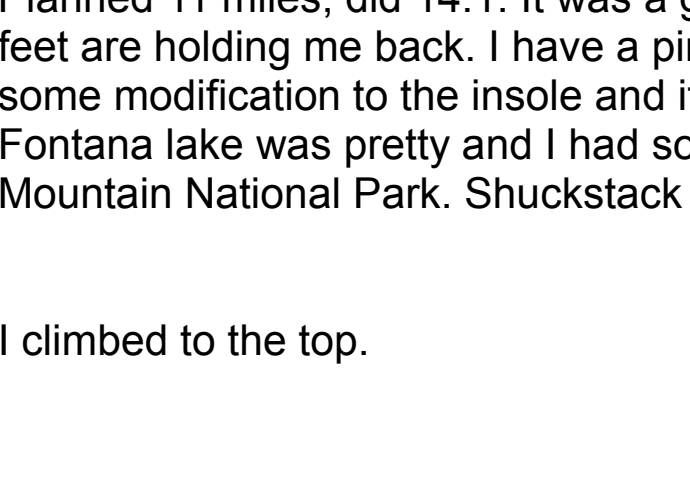 Planned 11 miles, did 14.1. It was a
feet are holding me back. I have a
some modification to the insole and
Fontana lake was pretty and I had
Mountain National Park. Shuckstack
I climbed to the top.